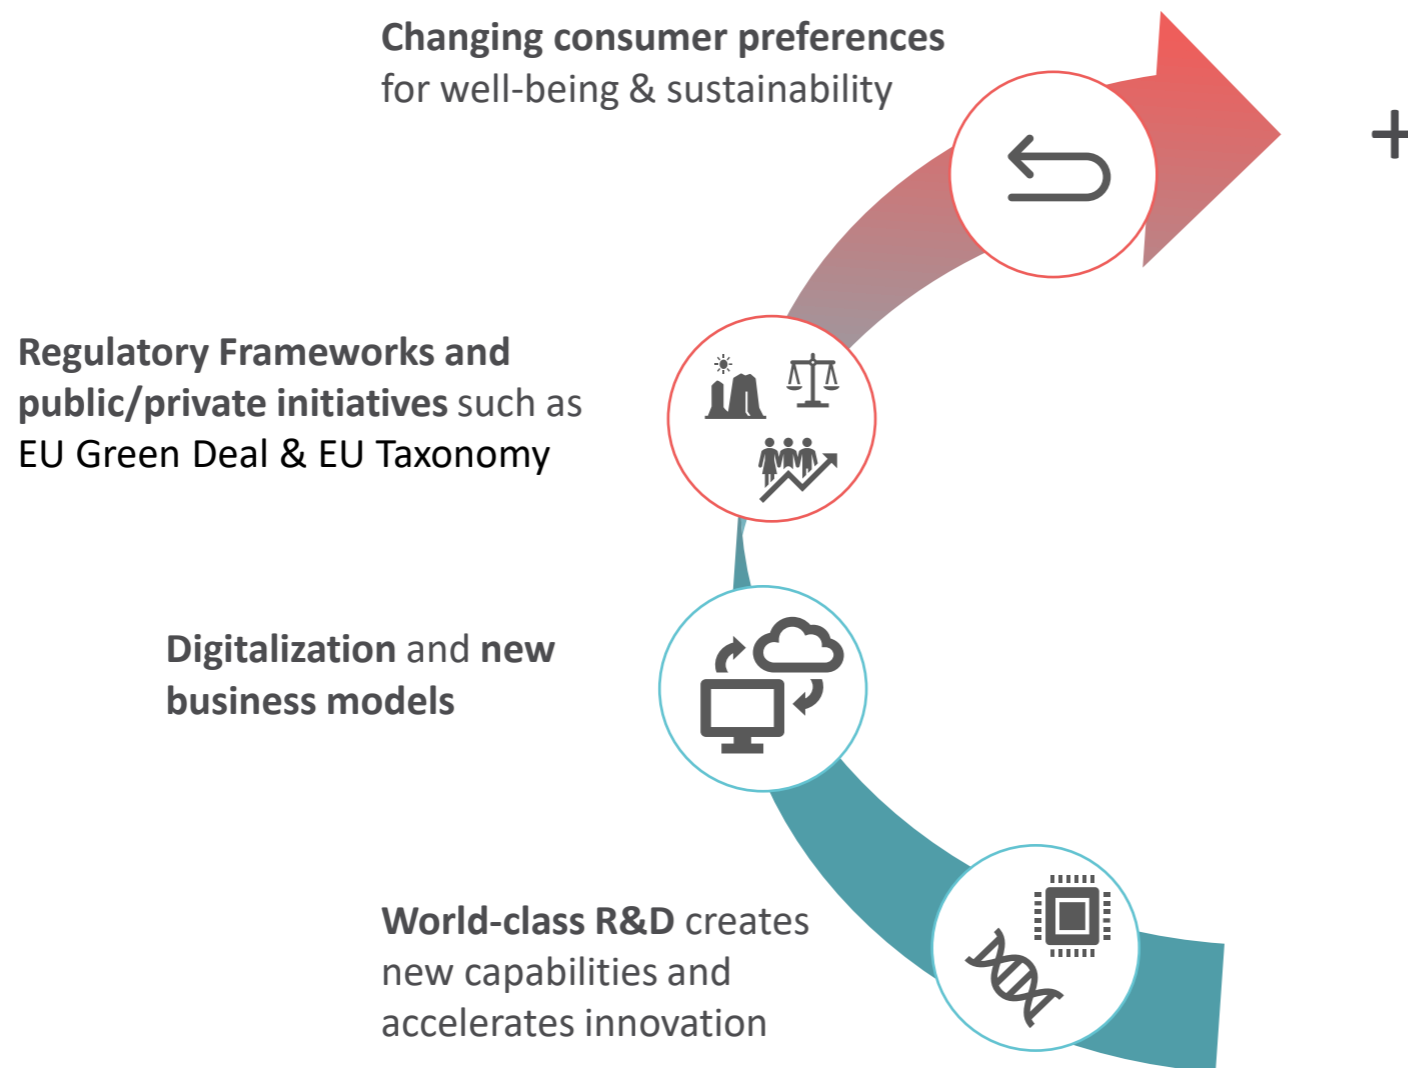 Changing consumer preferences
for well-being & sustainability
+
Regulatory Frameworks and
public/private initiatives such as
EU Green Deal & EU Taxonomy
Digitalization and new
business models
World-class R&D creates
new capabilities and
accelerates innovation